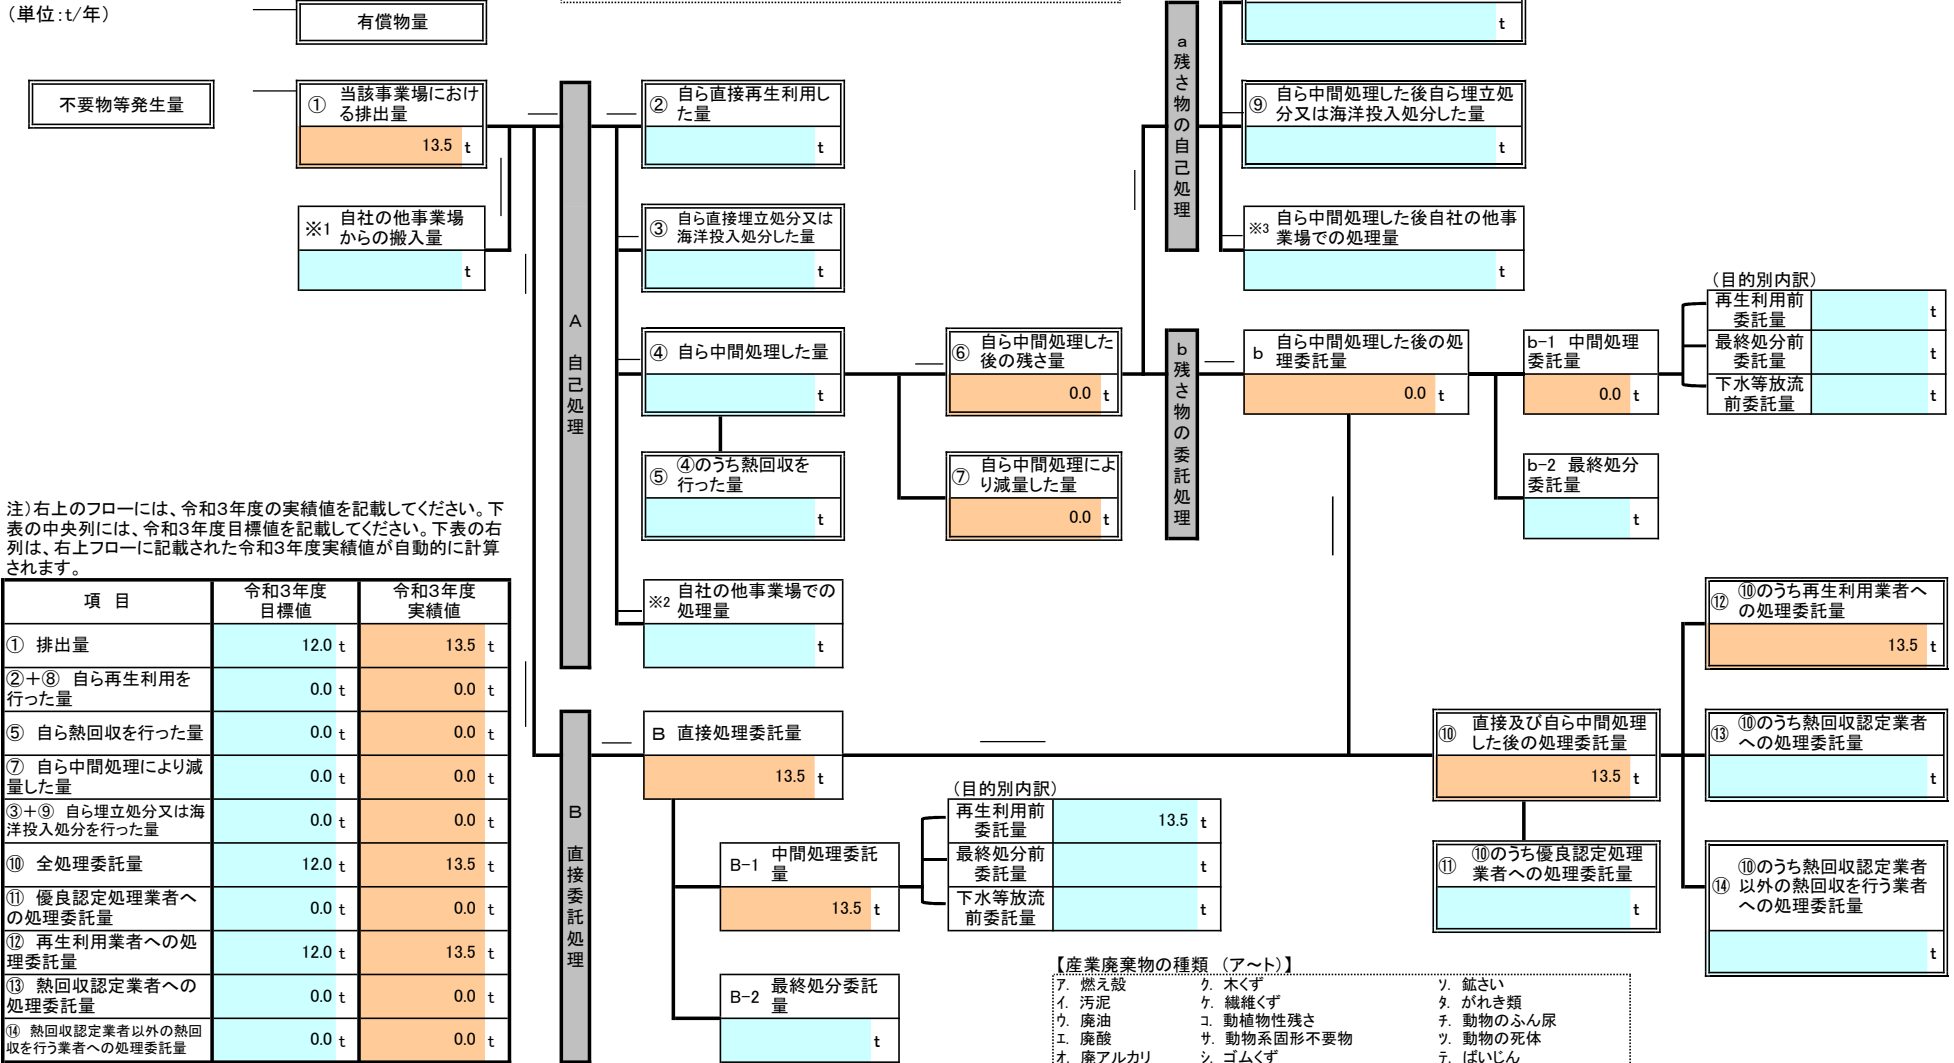 （単位：t/年）
有償物量
t
不要物等発生量
① 当該事業場におけ
る排出量
13.5 t
※1 自社の他事業場
からの搬入量
t
A 自己処理
② 自ら直接再生利用し
た量
t
③ 自ら直接埋立処分又は
海洋投入処分した量
t
④ 自ら中間処理した量
t
⑤ ④のうち熱回収を
行った量
t
※2 自社の他事業場での
処理量
t
⑥ 自ら中間処理した
後の残さ量
0.0 t
⑦ 自ら中間処理によ
り減量した量
0.0 t
a 残さ物の自己処理
⑨ 自ら中間処理した後自ら埋立処
分又は海洋投入処分した量
t
※3 自ら中間処理した後自社の他事
業場での処理量
t
b 残さ物の委託処理
b 自ら中間処理した後の処
理委託量
0.0 t
b-1 中間処理
委託量
0.0 t
b-2 最終処分
委託量
t
（目的別内訳）
再生利用前
委託量
t
最終処分前
委託量
t
下水等放流
前委託量
t
注）右上のフローには、令和３年度の実績値を記載してください。下
表の中央列には、令和３年度目標値を記載してください。下表の右
列は、右上フローに記載された令和３年度実績値が自動的に計算
されます。
項 目 令和３年度 目標値 令和３年度 実績値
① 排出量 12.0 t 13.5 t
②＋⑧ 自ら再生利用を
行った量 0.0 t 0.0 t
⑤ 自ら熱回収を行った量 0.0 t 0.0 t
⑦ 自ら中間処理により減
量した量 0.0 t 0.0 t
③＋⑨ 自ら埋立処分又は海
洋投入処分を行った量 0.0 t 0.0 t
⑩ 全処理委託量 12.0 t 13.5 t
⑪ 優良認定処理業者へ
の処理委託量 0.0 t 0.0 t
⑫ 再生利用業者への処
理委託量 12.0 t 13.5 t
⑬ 熱回収認定業者への
処理委託量 0.0 t 0.0 t
⑭ 熱回収認定業者以外の熱回
収を行う業者への処理委託量 0.0 t 0.0 t
B 直接委託処理
B 直接処理委託量
13.5 t
B-1 中間処理委託
量
13.5 t
B-2 最終処分委託
量
t
（目的別内訳）
再生利用前
委託量
13.5 t
最終処分前
委託量
t
下水等放流
前委託量
t
⑩ 直接及び自ら中間処理
した後の処理委託量
13.5 t
⑪ ⑩のうち優良認定処理
業者への処理委託量
t
⑫ ⑩のうち再生利用業者へ
の処理委託量
13.5 t
⑬ ⑩のうち熱回収認定業者
への処理委託量
t
⑭ ⑩のうち熱回収認定業者
以外の熱回収を行う業者
への処理委託量
t
【産業廃棄物の種類 （ア～ト）】
ｱ. 燃え殻 ｸ. 木くず ｿ. 鉱さい
ｲ. 汚泥 ｹ. 繊維くず ﾀ. がれき類
ｳ. 廃油 ｺ. 動植物性残さ ﾁ. 動物のふん尿
ｴ. 廃酸 ｻ. 動物系固形不要物 ﾂ. 動物の死体
ｵ. 廃アルカリ ｼ. ゴムくず ﾃ. ばいじん